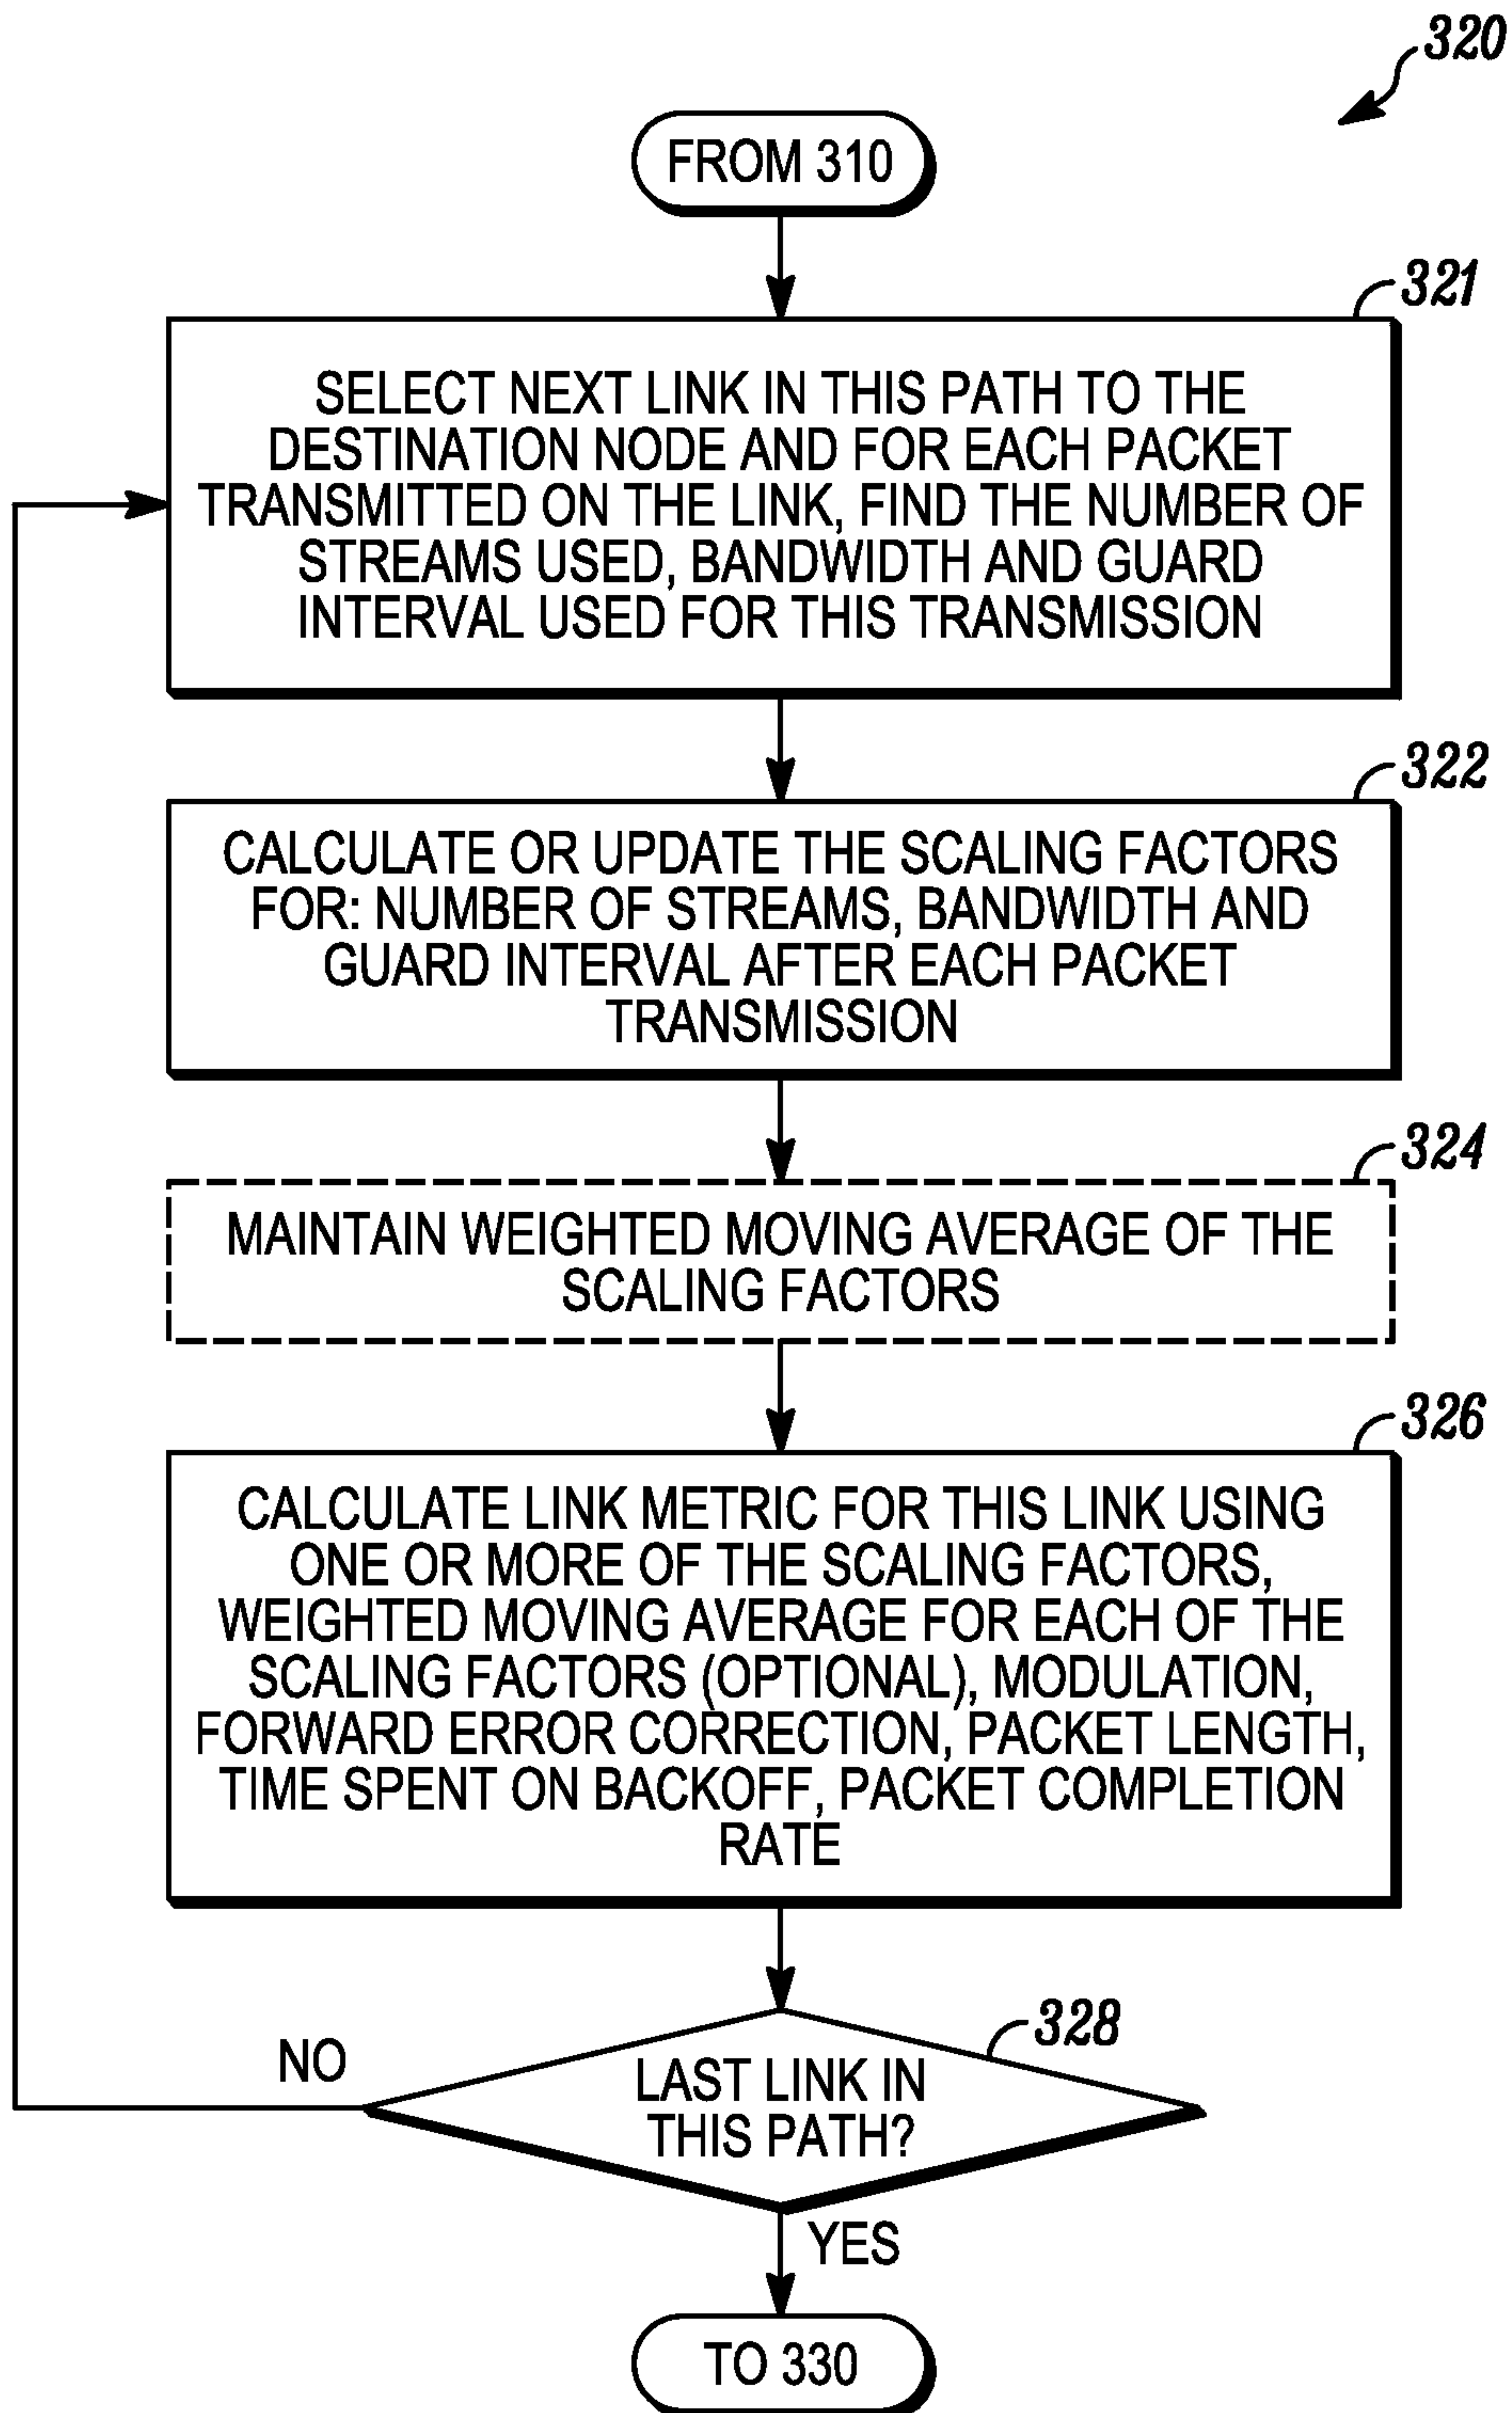 320
FROM 310
321
SELECT NEXT LINK IN THIS PATH TO THE
DESTINATION NODE AND FOR EACH PACKET
TRANSMITTED ON THE LINK, FIND THE NUMBER OF
STREAMS USED, BANDWIDTH AND GUARD
INTERVAL USED FOR THIS TRANSMISSION
322
CALCULATE OR UPDATE THE SCALING FACTORS
FOR: NUMBER OF STREAMS, BANDWIDTH AND
GUARD INTERVAL AFTER EACH PACKET
TRANSMISSION
324
MAINTAIN WEIGHTED MOVING AVERAGE OF THE
SCALING FACTORS
326
CALCULATE LINK METRIC FOR THIS LINK USING
ONE OR MORE OF THE SCALING FACTORS,
WEIGHTED MOVING AVERAGE FOR EACH OF THE
SCALING FACTORS (OPTIONAL), MODULATION,
FORWARD ERROR CORRECTION, PACKET LENGTH,
TIME SPENT ON BACKOFF, PACKET COMPLETION
RATE
328
NO
LAST LINK IN
THIS PATH?
YES
TO 330